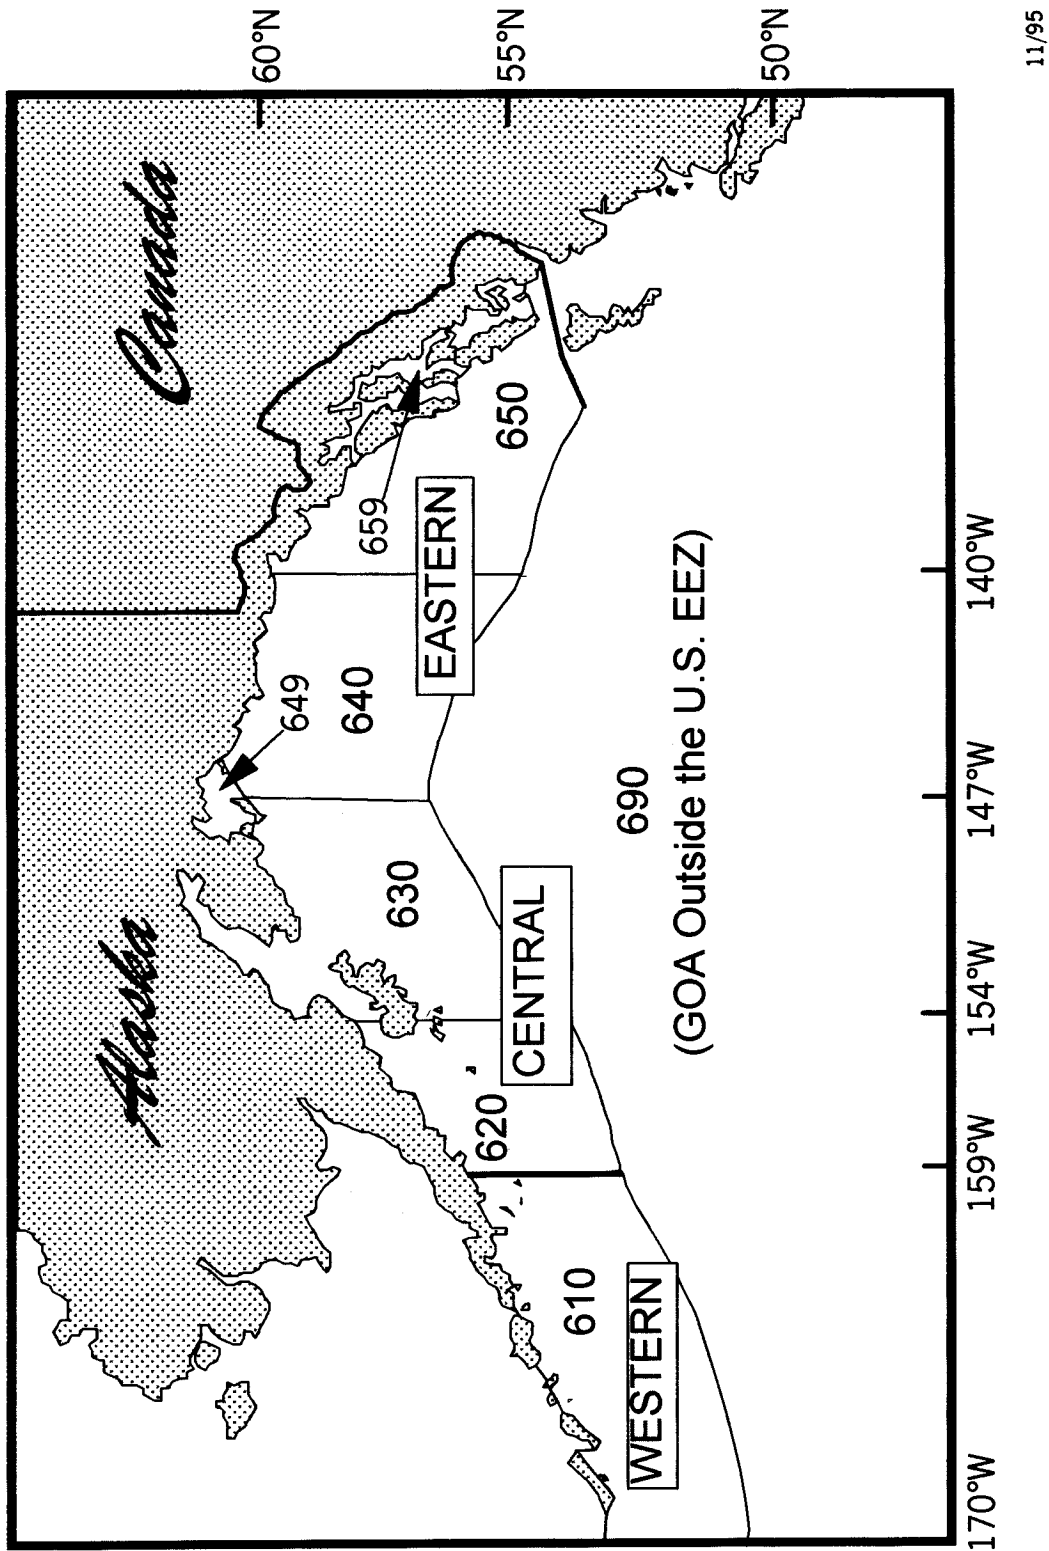 Alaska
Canada
60°N
55°N
50°N
649
640
659
650
EASTERN
630
CENTRAL
620
610
WESTERN
690
(GOA Outside the U.S. EEZ)
170°W
159°W
154°W
147°W
140°W
11/95